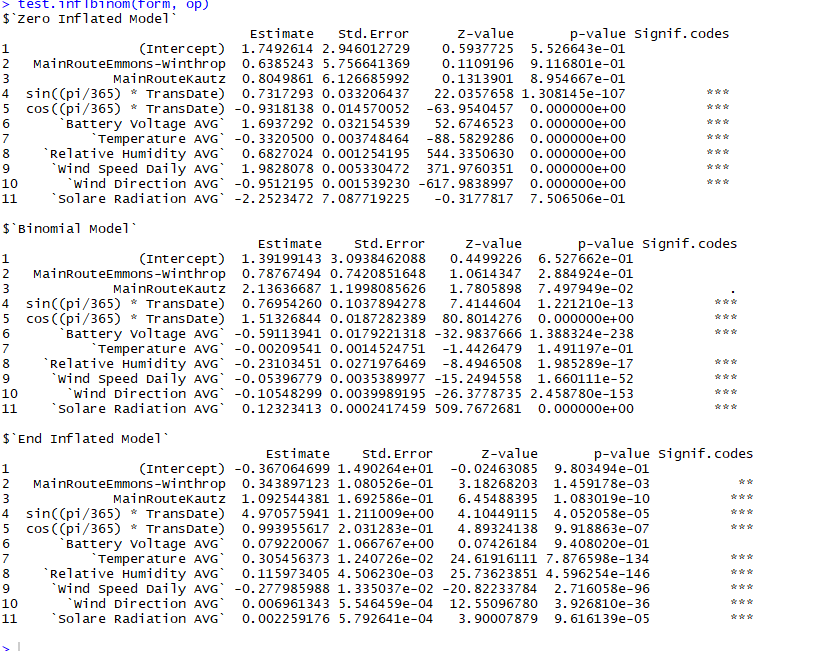 > test.inflbinom(form, op)
$`Zero Inflated Model`
Estimate Std.Error Z-value p-value Signif.codes
1 (Intercept) 1.7492614 2.946012729 0.5937725 5.526643e-01
2 MainRouteEmmons-Winthrop 0.6385243 5.756641369 0.1109196 9.116801e-01
3 MainRouteKautz 0.8049861 6.126685992 0.1313901 8.954667e-01
4 sin((pi/365) * TransDate) 0.7317293 0.033206437 22.0357658 1.308145e-107 ***
5 cos((pi/365) * TransDate) -0.9318138 0.014570052 -63.9540457 0.000000e+00 ***
6 `Battery Voltage AVG` 1.6937292 0.032154539 52.6746523 0.000000e+00 ***
7 `Temperature AVG` -0.3320500 0.003748464 -88.5829286 0.000000e+00 ***
8 `Relative Humidity AVG` 0.6827024 0.001254195 544.3350630 0.000000e+00 ***
9 `Wind Speed Daily AVG` 1.9828078 0.005330472 371.9760351 0.000000e+00 ***
10 `Wind Direction AVG` -0.9512195 0.001539230 -617.9838997 0.000000e+00 ***
11 `Solare Radiation AVG` -2.2523472 7.087719225 -0.3177817 7.506506e-01
$`Binomial Model`
Estimate Std.Error Z-value p-value Signif.codes
1 (Intercept) 1.39199143 3.0938462088 0.4499226 6.527662e-01
2 MainRouteEmmons-Winthrop 0.78767494 0.7420851648 1.0614347 2.884924e-01
3 MainRouteKautz 2.13636687 1.1998085626 1.7805898 7.497949e-02 .
4 sin((pi/365) * TransDate) 0.76954260 0.1037894278 7.4144604 1.221210e-13 ***
5 cos((pi/365) * TransDate) 1.51326844 0.0187282389 80.8014276 0.000000e+00 ***
6 `Battery Voltage AVG` -0.59113941 0.0179221318 -32.9837666 1.388324e-238 ***
7 `Temperature AVG` -0.00209541 0.0014524751 -1.4426479 1.491197e-01
8 `Relative Humidity AVG` -0.23103451 0.0271976469 -8.4946508 1.985289e-17 ***
9 `Wind Speed Daily AVG` -0.05396779 0.0035389977 -15.2494558 1.660111e-52 ***
10 `Wind Direction AVG` -0.10548299 0.0039989195 -26.3778735 2.458780e-153 ***
11 `Solare Radiation AVG` 0.12323413 0.0002417459 509.7672681 0.000000e+00 ***
$`End Inflated Model`
Estimate Std.Error Z-value p-value Signif.codes
1 (Intercept) -0.367064699 1.490264e+01 -0.02463085 9.803494e-01
2 MainRouteEmmons-Winthrop 0.343897123 1.080526e-01 3.18268203 1.459178e-03 **
3 MainRouteKautz 1.092544381 1.692586e-01 6.45488395 1.083019e-10 ***
4 sin((pi/365) * TransDate) 4.970575941 1.211009e+00 4.10449115 4.052058e-05 ***
5 cos((pi/365) * TransDate) 0.993955617 2.031283e-01 4.89324138 9.918863e-07 ***
6 `Battery Voltage AVG` 0.079220067 1.066767e+00 0.07426184 9.408020e-01
7 `Temperature AVG` 0.305456373 1.240726e-02 24.61916111 7.876598e-134 ***
8 `Relative Humidity AVG` 0.115973405 4.506230e-03 25.73623851 4.596254e-146 ***
9 `Wind Speed Daily AVG` -0.277985988 1.335037e-02 -20.82233784 2.716058e-96 ***
10 `Wind Direction AVG` 0.006961343 5.546459e-04 12.55096780 3.926810e-36 ***
11 `Solare Radiation AVG` 0.002259176 5.792641e-04 3.90007879 9.616139e-05 ***
>